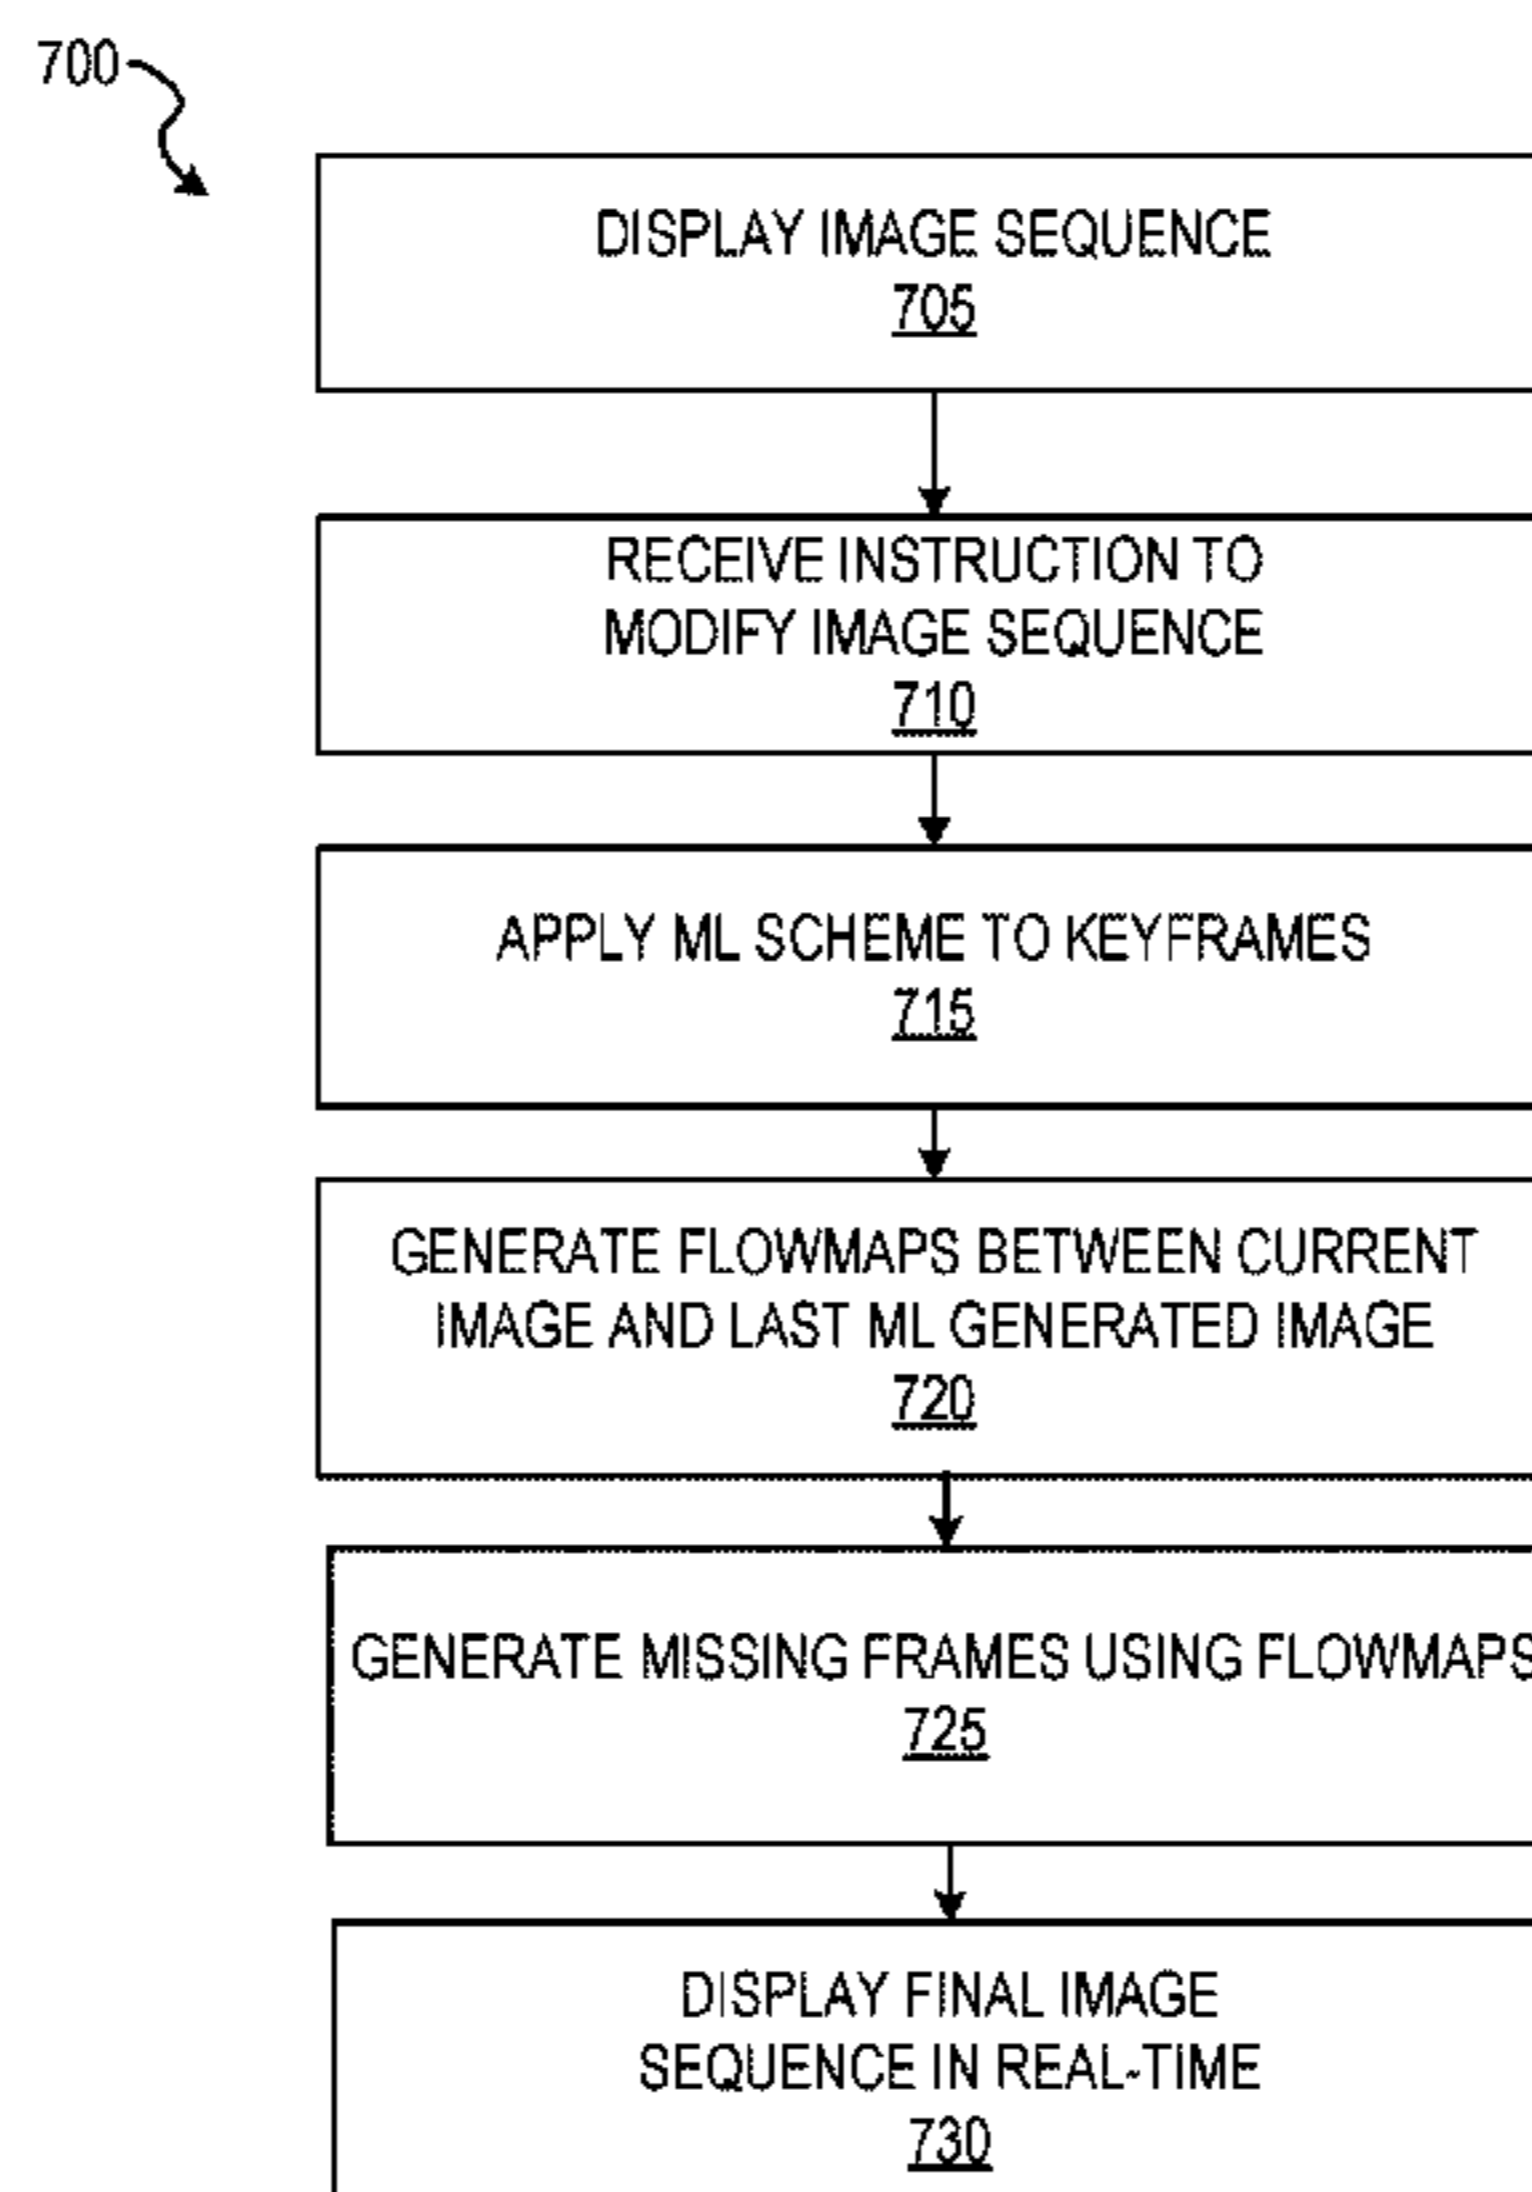 700
DISPLAY IMAGE SEQUENCE
705
RECEIVE INSTRUCTION TO
MODIFY IMAGE SEQUENCE
710
APPLY ML SCHEME TO KEYFRAMES
715
GENERATE FLOWMAPS BETWEEN CURRENT
IMAGE AND LAST ML GENERATED IMAGE
720
GENERATE MISSING FRAMES USING FLOWMAPS
725
DISPLAY FINAL IMAGE
SEQUENCE IN REAL-TIME
730